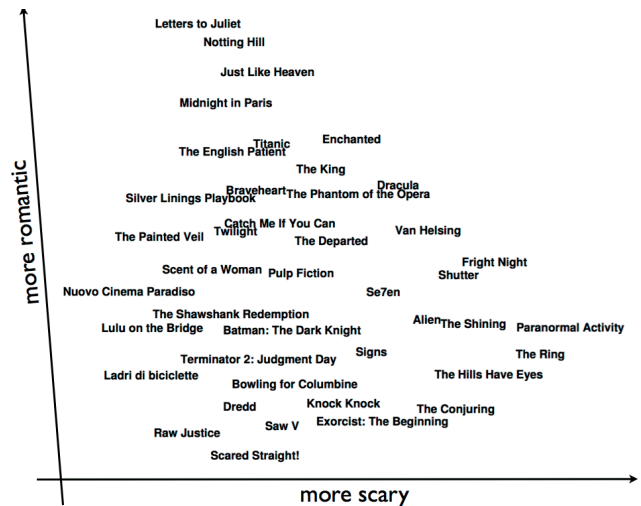 Letters to Juliet
Notting Hill
Just Like Heaven
Midnight in Paris
Enchanted
Titanic
The English Patient
The King
Dracula
Braveheart
The Phantom of the Opera
Silver Linings Playbook
Catch Me If You Can
Twilight
Van Helsing
The Painted Veil
The Departed
Fright Night
Scent of a Woman
Pulp Fiction
Shutter
Nuovo Cinema Paradiso
Se7en
The Shawshank Redemption
Alien
The Shining
Lulu on the Bridge
Batman: The Dark Knight
Paranormal Activity
Signs
The Ring
Terminator 2: Judgment Day
Ladri di biciclette
The Hills Have Eyes
Bowling for Columbine
Dredd
Knock Knock
The Conjuring
Exorcist: The Beginning
Saw V
Raw Justice
Scared Straight!
more romantic
more scary